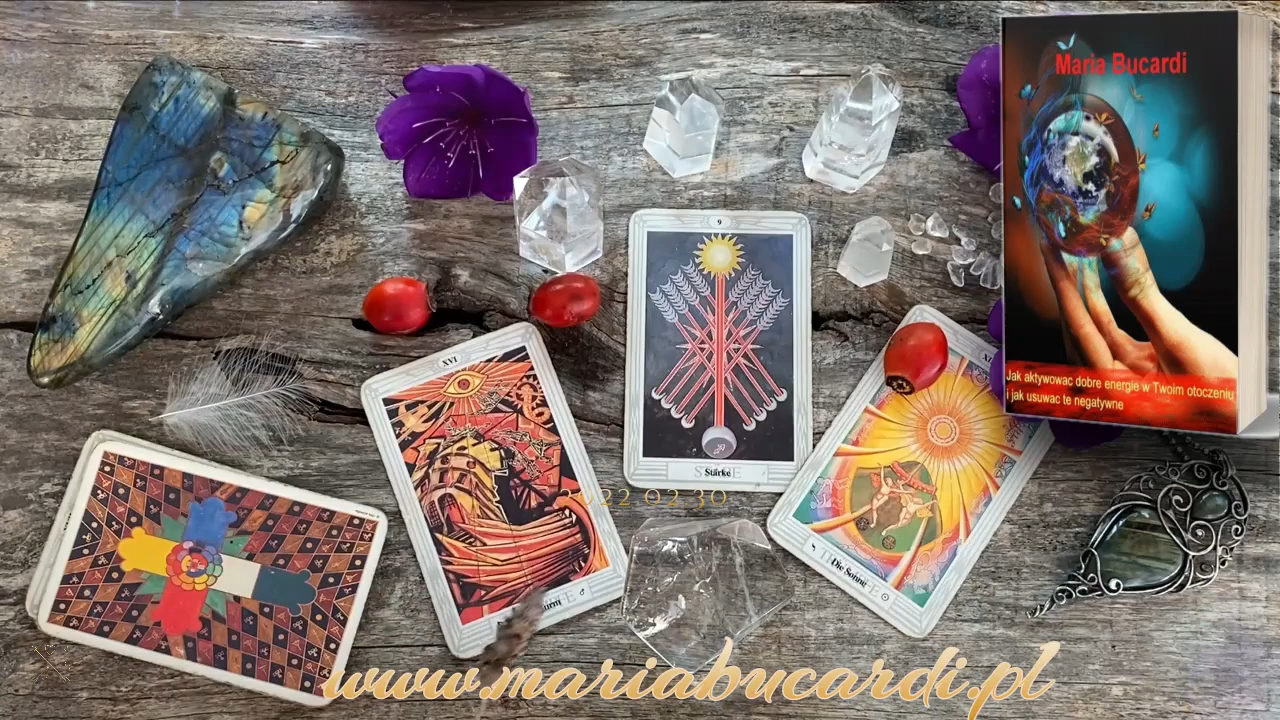 Maria Bucardi
Jak aktywowac dobre energie w Twoim otoczeniu
i jak usuwac te negatywne
9
Stärke
XVI
Die Sonne
www.mariabucardi.pl